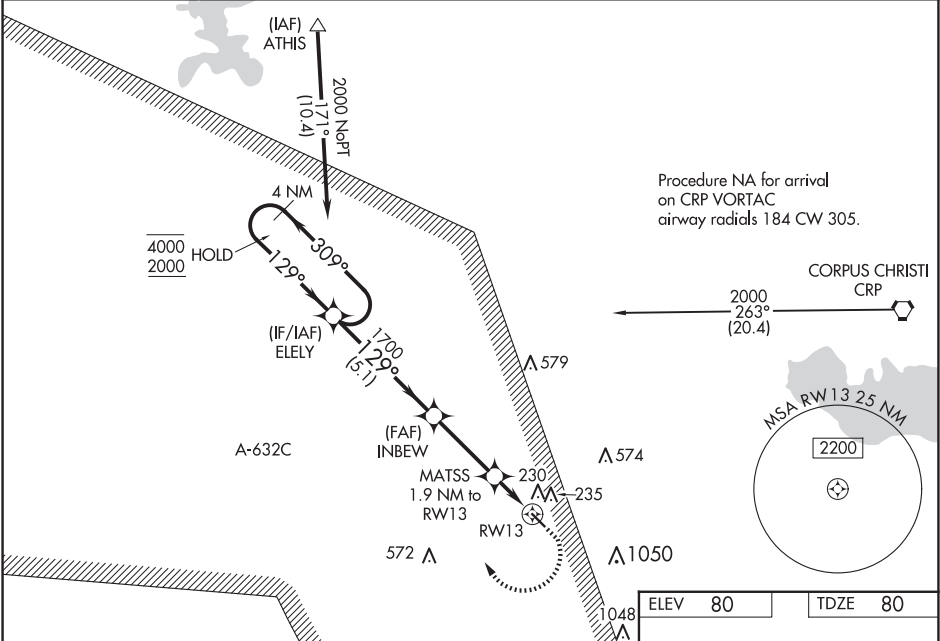 (IAF)
ATHIS
2000 NoPT
171°
(10.4)
4 NM
4000
2000
HOLD
309°
129°
(IF/IAF)
ELELY
1700
129°
(5.1)
(FAF)
INBEW
A-632C
MATSS
1.9 NM to
RW13
RW13
230
235
572
579
574
1050
1048
Procedure NA for arrival
on CRP VORTAC
airway radials 184 CW 305.
CORPUS CHRISTI
CRP
2000
263°
(20.4)
MSA RW13 25 NM
2200
ELEV 80
TDZE 80